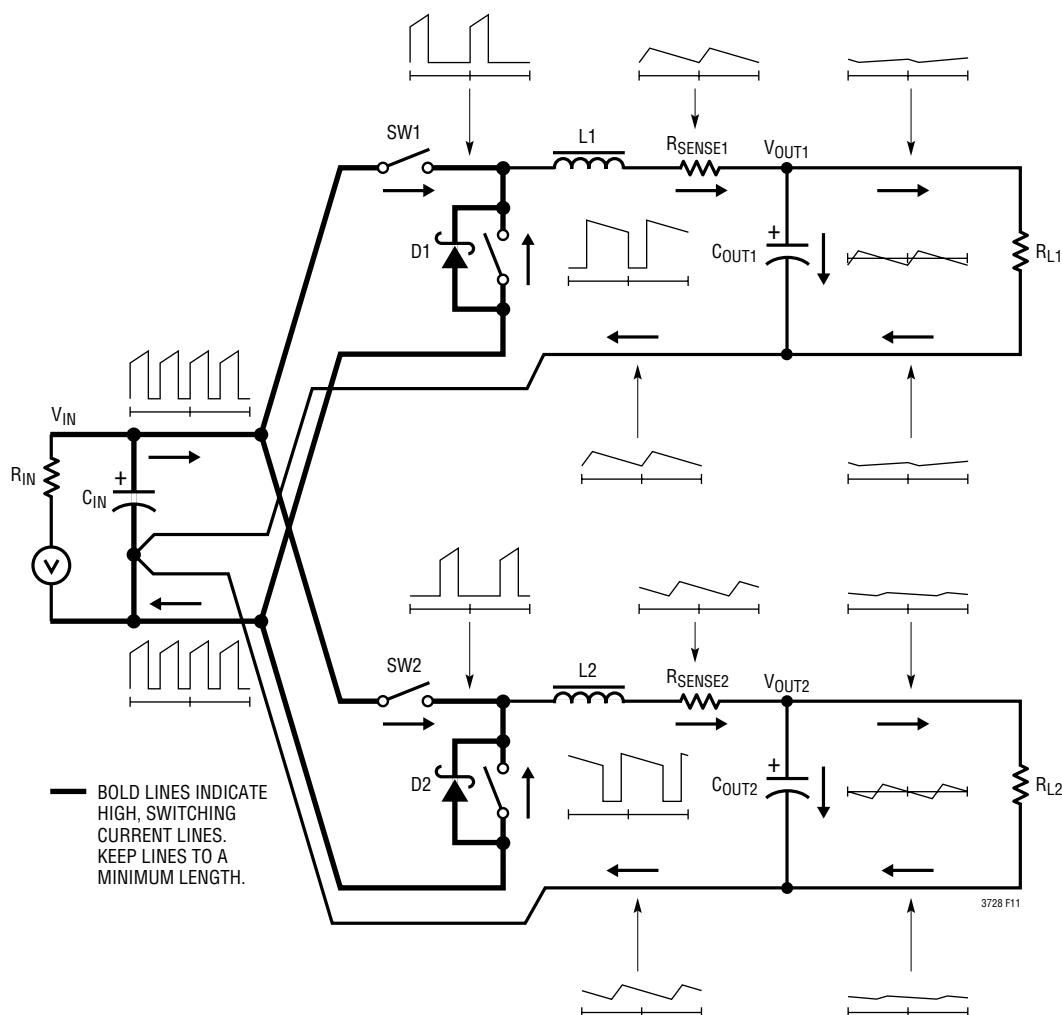 SW1
L1
RSENSE1
VOUT1
D1
COUT1
+
RL1
VIN
RIN
+
CIN
V
SW2
L2
RSENSE2
VOUT2
D2
COUT2
+
RL2
BOLD LINES INDICATE
HIGH, SWITCHING
CURRENT LINES.
KEEP LINES TO A
MINIMUM LENGTH.
3728 F11